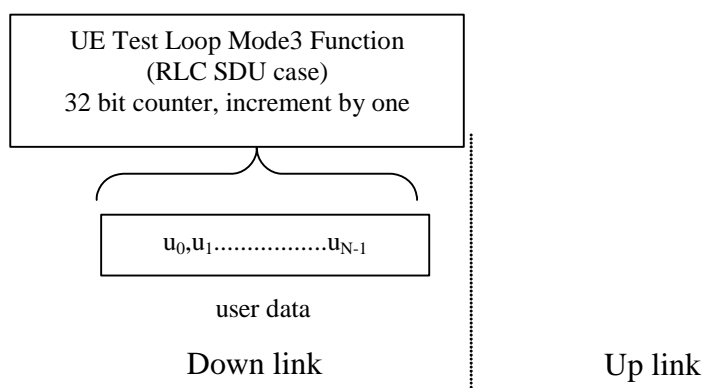 UE Test Loop Mode3 Function
(RLC SDU case)
32 bit counter, increment by one
u0,u1..................uN-1
user data
Down link
Up link